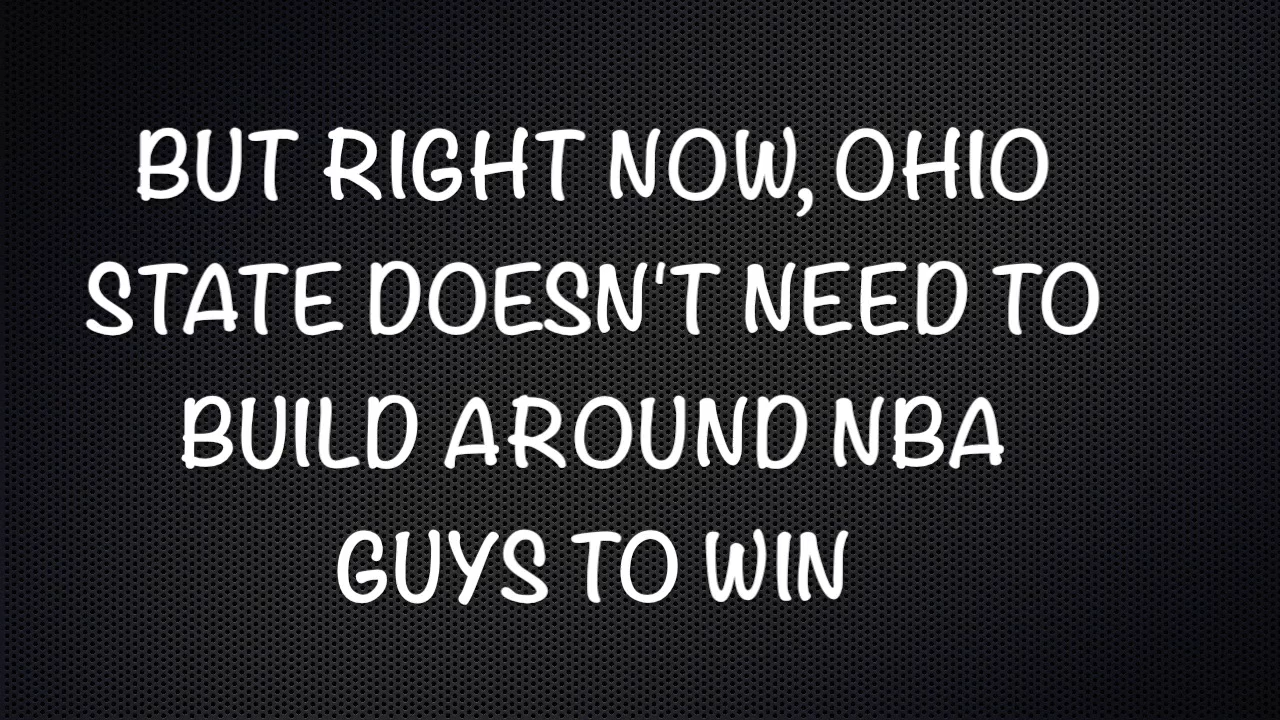 BUT RIGHT NOW, OHIO
STATE DOESN'T NEED TO
BUILD AROUND NBA
GUYS TO WIN